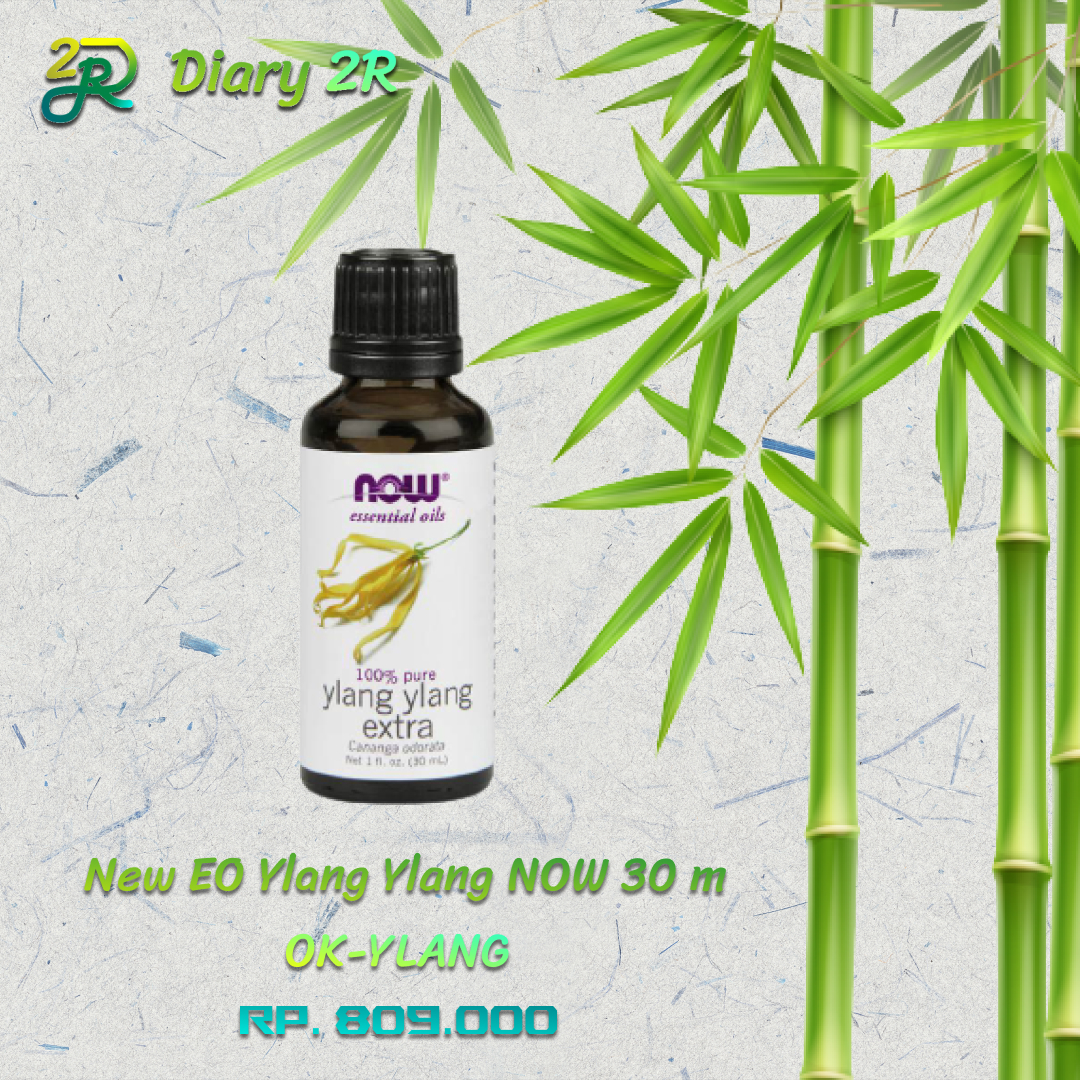 2R Diary 2R
NOW®
essential oils
100% pure
ylang ylang
extra
Cananga odorata
Net 1 fl. oz. (30 mL)
New EO Ylang Ylang NOW 30 m
OK-YLANG
RP. 809.000